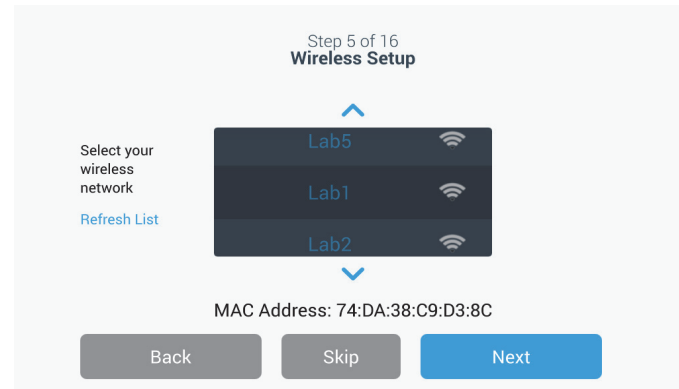 Step 5 of 16
Wireless Setup
Select your
wireless
network
Refresh List
Lab5
Lab1
Lab2
MAC Address: 74:DA:38:C9:D3:8C
Back
Skip
Next